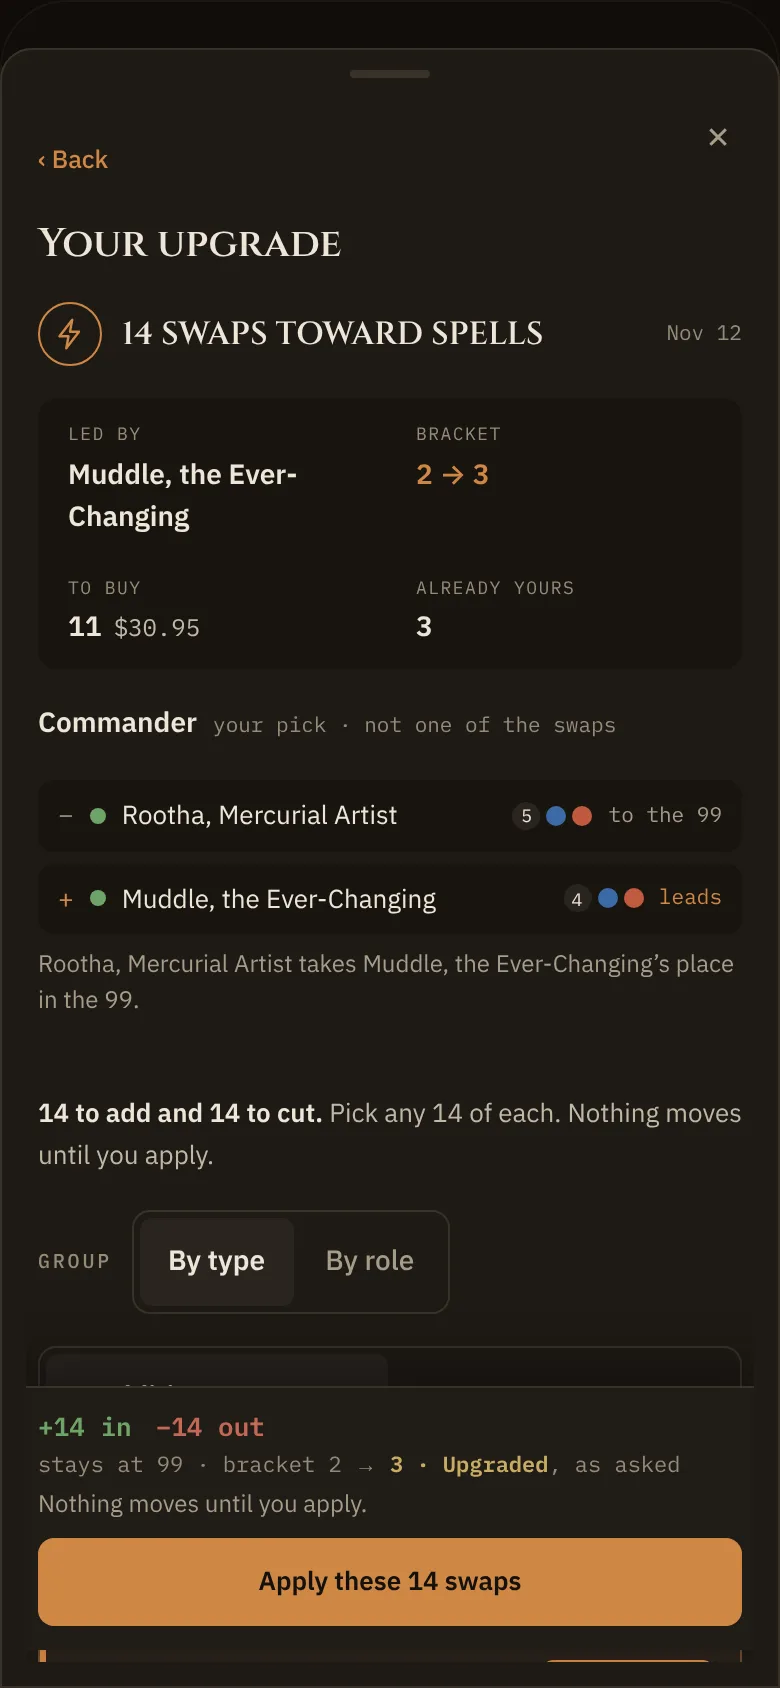 ‹ Back
×
Your upgrade
14 swaps toward spells
Nov 12
LED BY
Muddle, the Ever-
Changing
BRACKET
2 → 3
TO BUY
11 $30.95
ALREADY YOURS
3
Commander your pick · not one of the swaps
− Rootha, Mercurial Artist 5 to the 99
+ Muddle, the Ever-Changing 4 leads
Rootha, Mercurial Artist takes Muddle, the Ever-Changing’s place
in the 99.
14 to add and 14 to cut. Pick any 14 of each. Nothing moves
until you apply.
GROUP
By type
By role
+14 in −14 out
stays at 99 · bracket 2 → 3 · Upgraded, as asked
Nothing moves until you apply.
Apply these 14 swaps